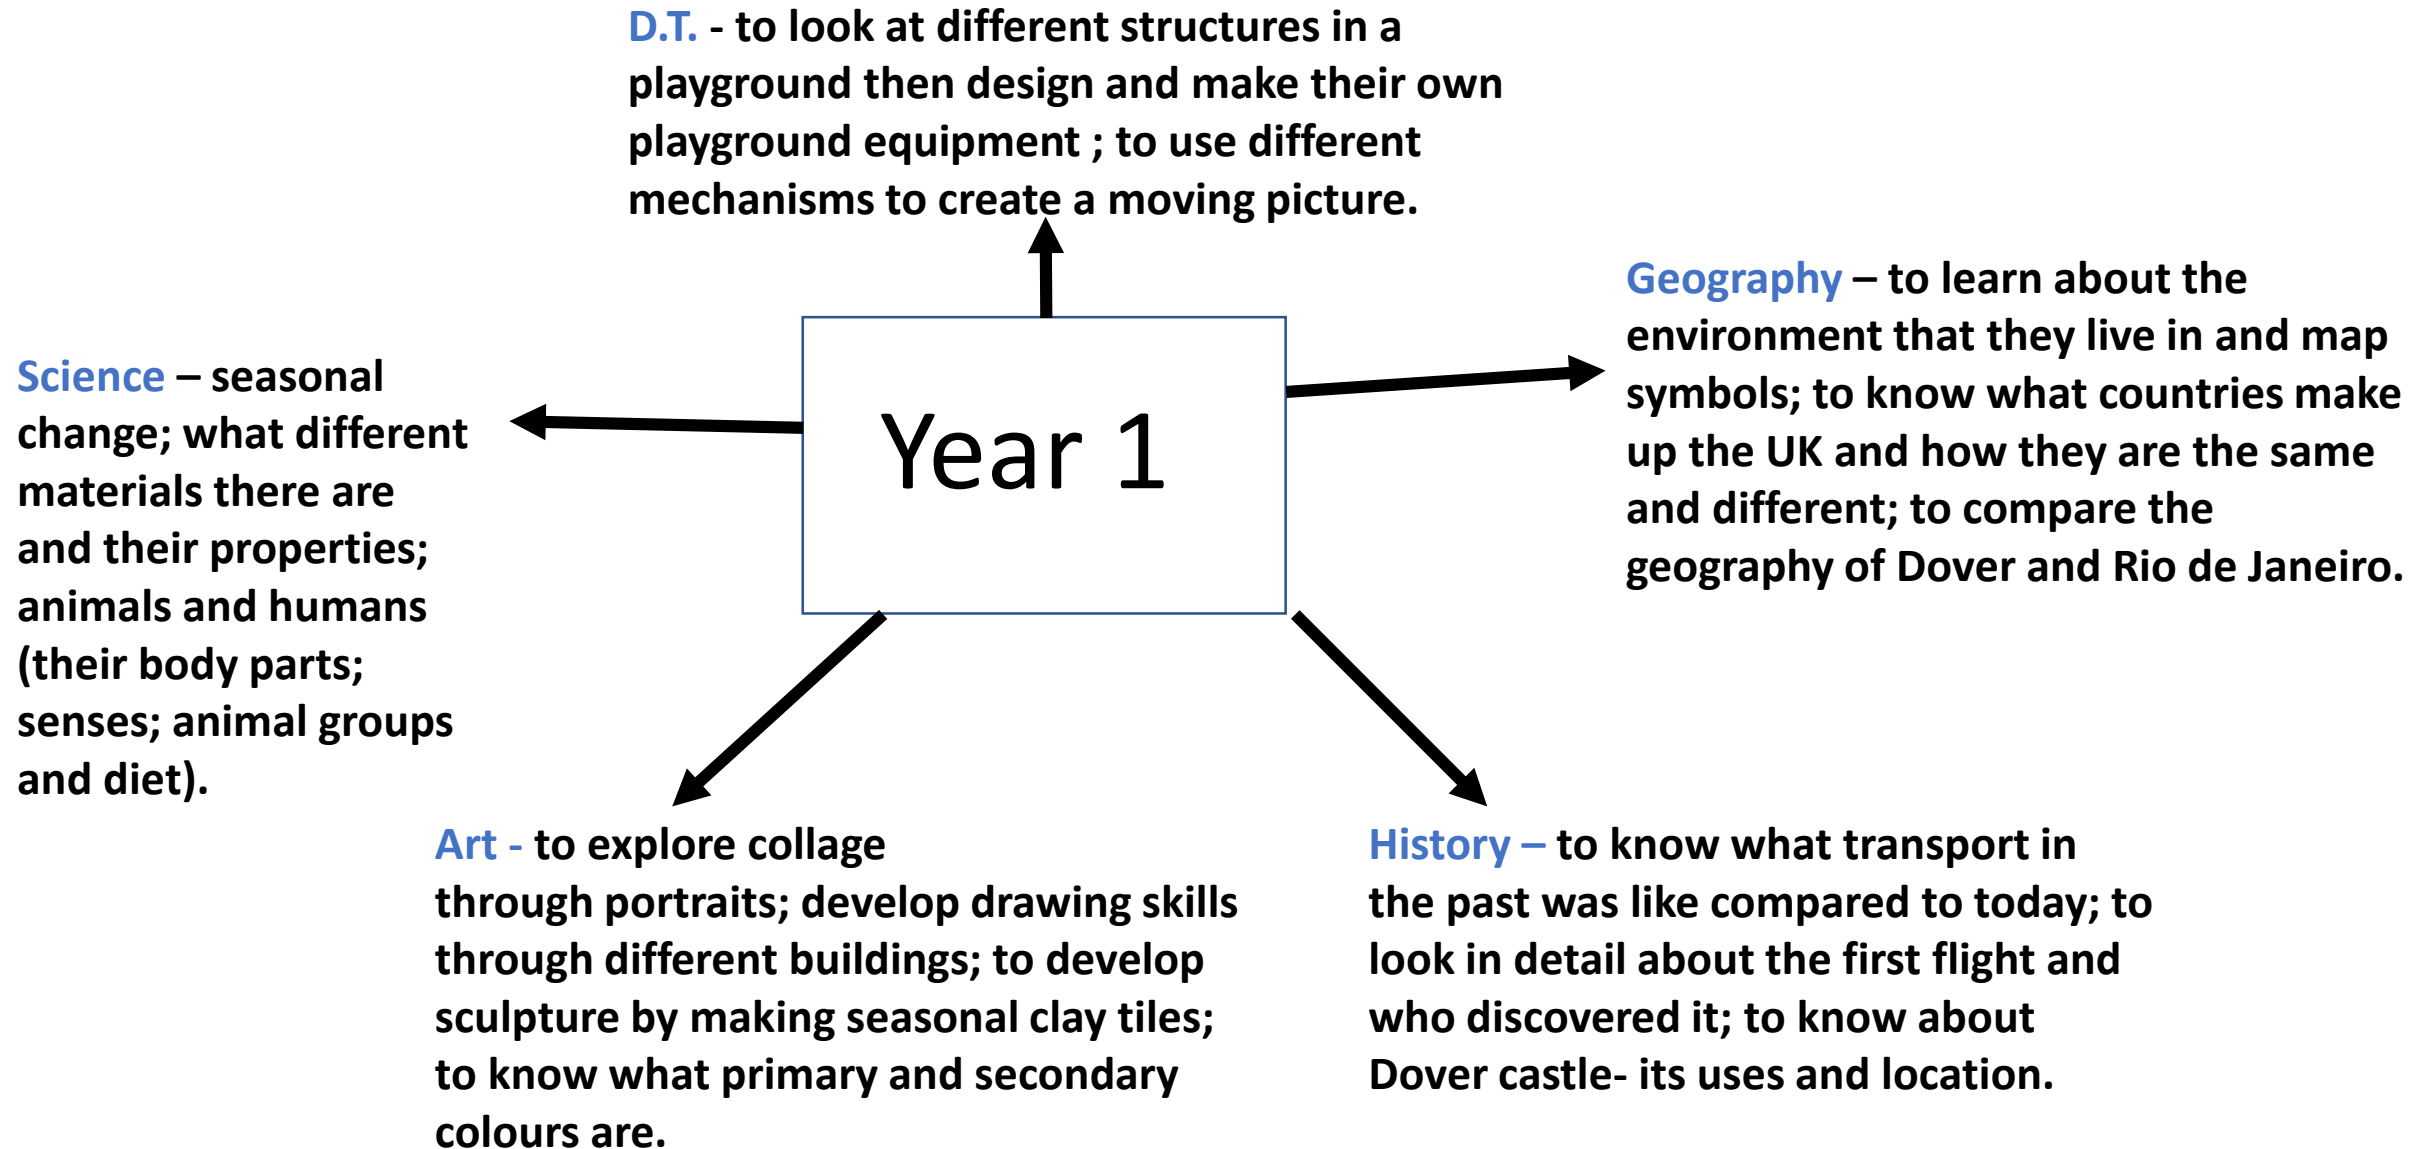 D.T. - to look at different structures in a
playground then design and make their own
playground equipment ; to use different
mechanisms to create a moving picture.
Geography – to learn about the
environment that they live in and map
symbols; to know what countries make
up the UK and how they are the same
and different; to compare the
geography of Dover and Rio de Janeiro.
Science – seasonal
change; what different
materials there are
and their properties;
animals and humans
(their body parts;
senses; animal groups
and diet).
Year 1
Art - to explore collage
through portraits; develop drawing skills
through different buildings; to develop
sculpture by making seasonal clay tiles;
to know what primary and secondary
colours are.
History – to know what transport in
the past was like compared to today; to
look in detail about the first flight and
who discovered it; to know about
Dover castle- its uses and location.